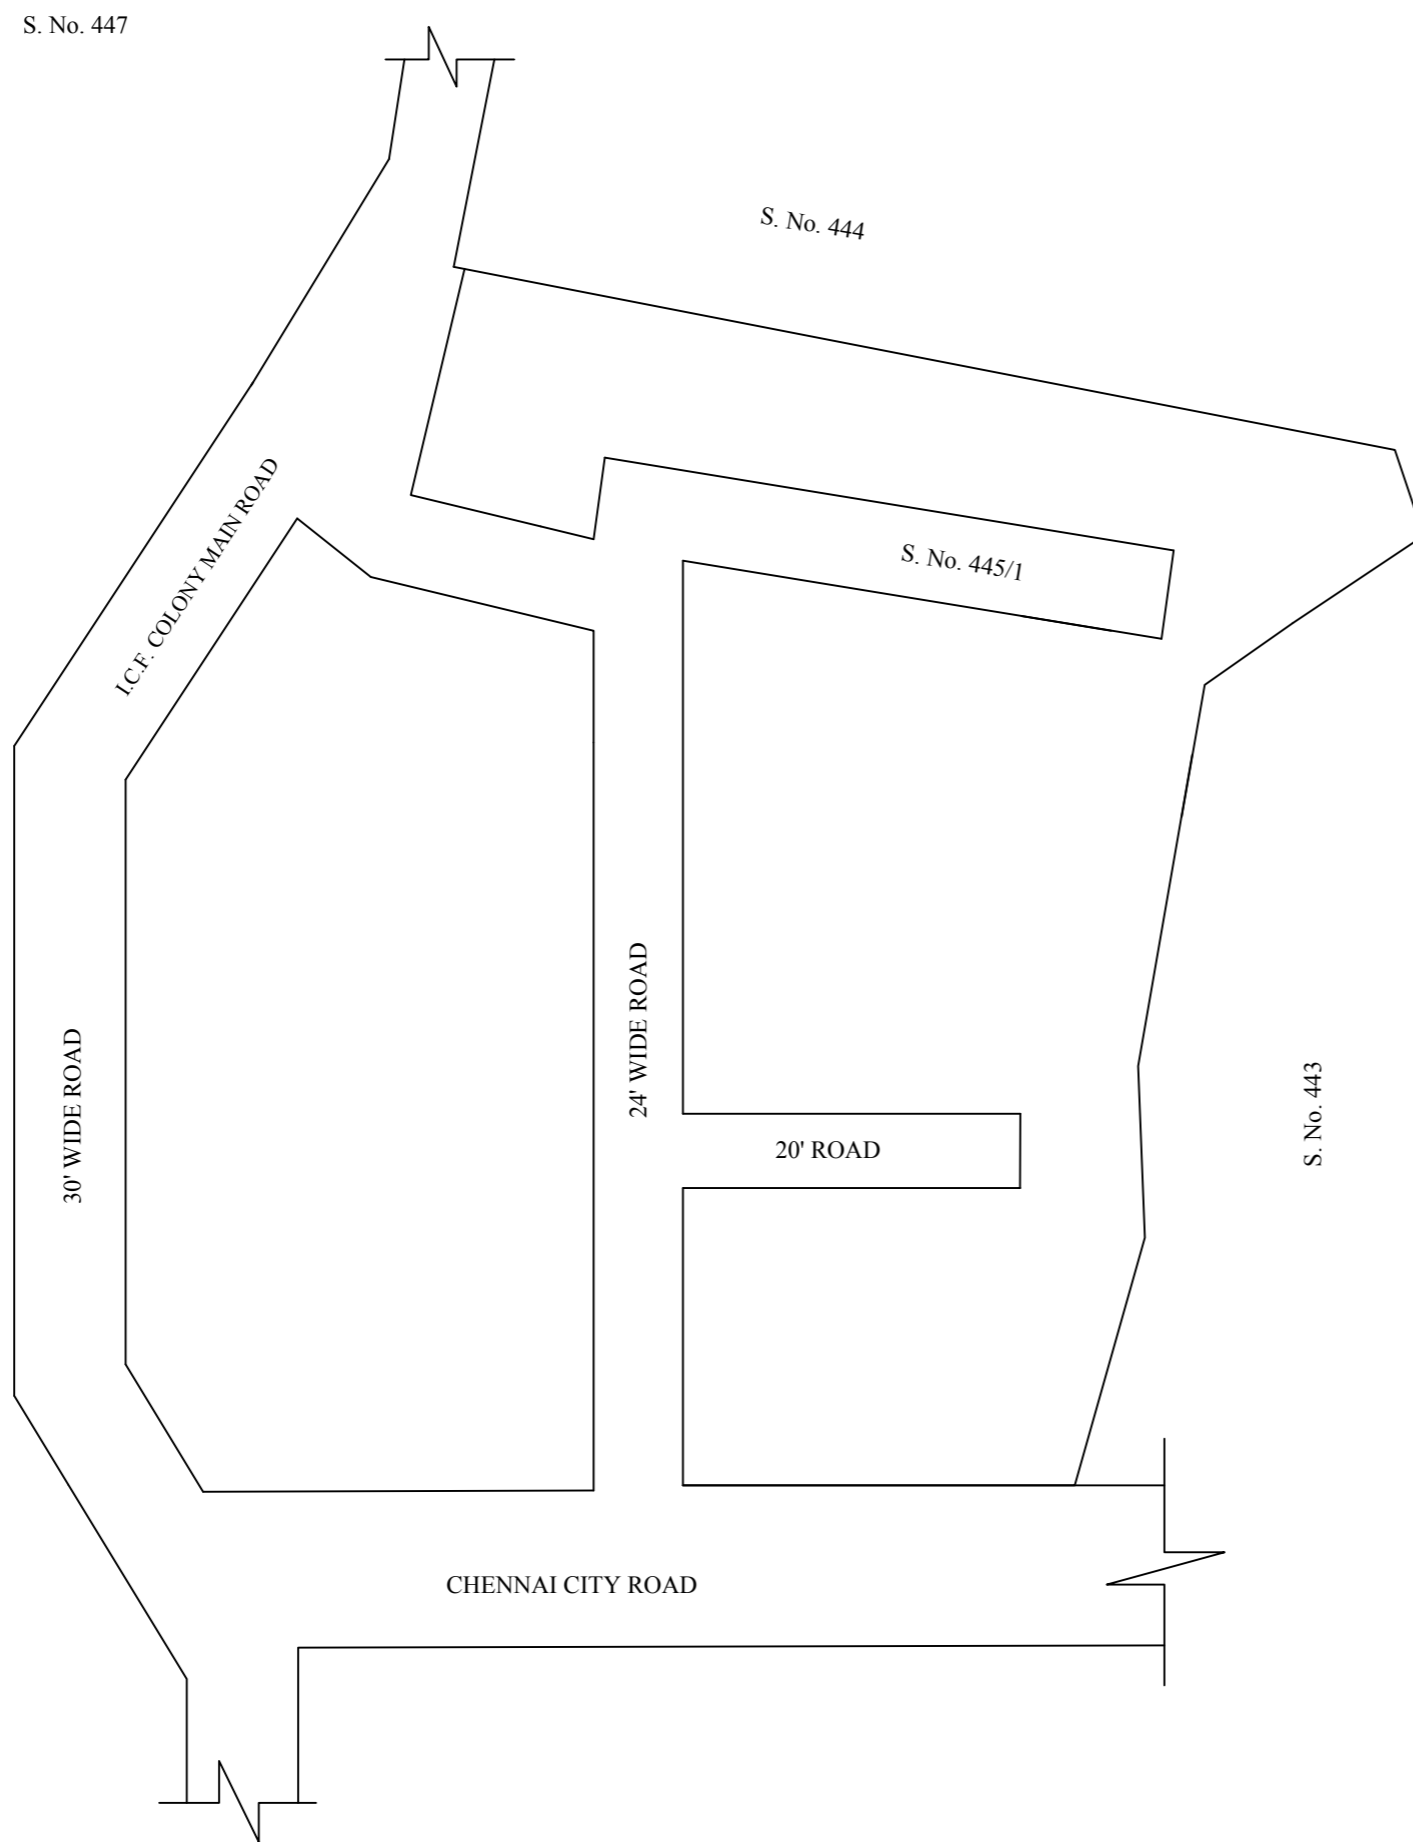 S. No. 447
S. No. 444
I.C.F. COLONY MAIN ROAD
S. No. 445/1
24' WIDE ROAD
30' WIDE ROAD
20' ROAD
S. No. 443
CHENNAI CITY ROAD